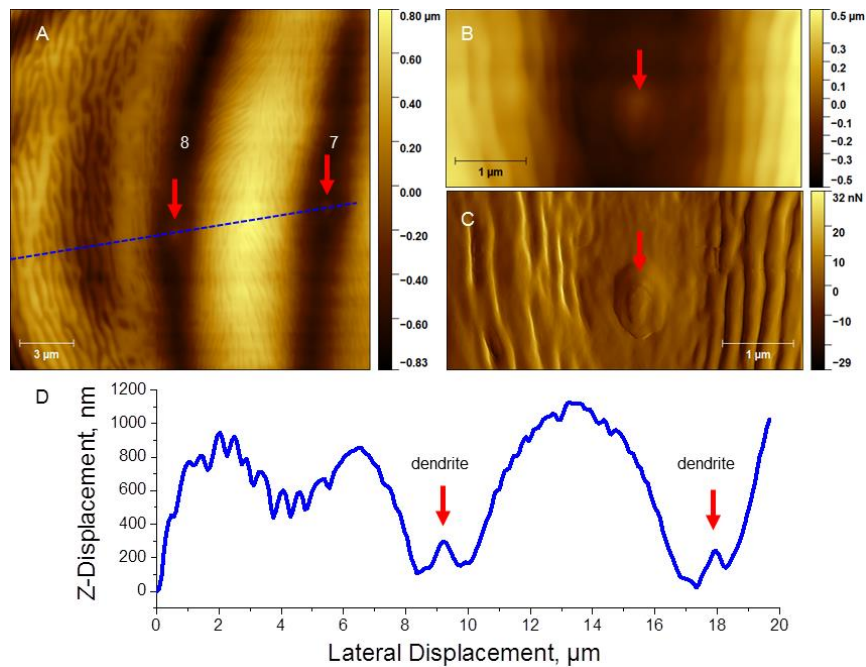 A
8
7
3 µm
0.80 µm
0.60
0.40
0.20
0.00
−0.20
−0.40
−0.60
−0.83
B
1 µm
0.5 µm
0.3
0.2
0.1
0.0
−0.1
−0.2
−0.3
−0.5
C
1 µm
32 nN
20
10
0
−10
−29
D
Z-Displacement, nm
1200
1000
800
600
400
200
0
dendrite
dendrite
0 2 4 6 8 10 12 14 16 18 20
Lateral Displacement, µm